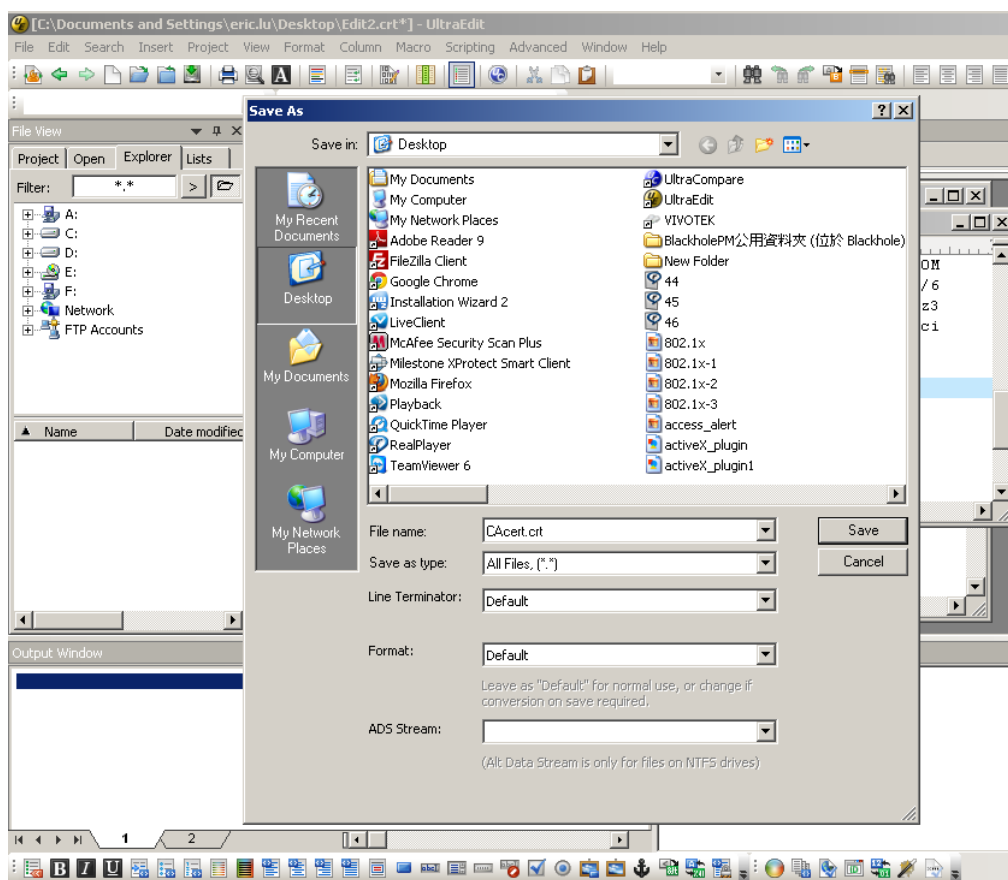 [C:\Documents and Settings\eric.lu\Desktop\Edit2.crt*] - UltraEdit
File Edit Search Insert Project View Format Column Macro Scripting Advanced Window Help
File View
Project Open Explorer Lists
Filter: *.* >
A:
C:
D:
E:
F:
Network
FTP Accounts
Name Date modified
Save As
Save in: Desktop
My Recent Documents
Desktop
My Documents
My Computer
My Network Places
My Documents
My Computer
My Network Places
Adobe Reader 9
FileZilla Client
Google Chrome
Installation Wizard 2
LiveClient
McAfee Security Scan Plus
Milestone XProtect Smart Client
Mozilla Firefox
Playback
QuickTime Player
RealPlayer
TeamViewer 6
UltraCompare
UltraEdit
VIVOTEK
BlackholePM公用資料夾 (位於 Blackhole)
New Folder
44
45
46
802.1x
802.1x-1
802.1x-2
802.1x-3
access_alert
activeX_plugin
activeX_plugin1
File name: CAcert.crt Save
Save as type: All Files, (*.*) Cancel
Line Terminator: Default
Format: Default
Leave as "Default" for normal use, or change if
conversion on save required.
ADS Stream:
(Alt Data Stream is only for files on NTFS drives)
OM
/6
z3
ci
Output Window
1 2
B I U